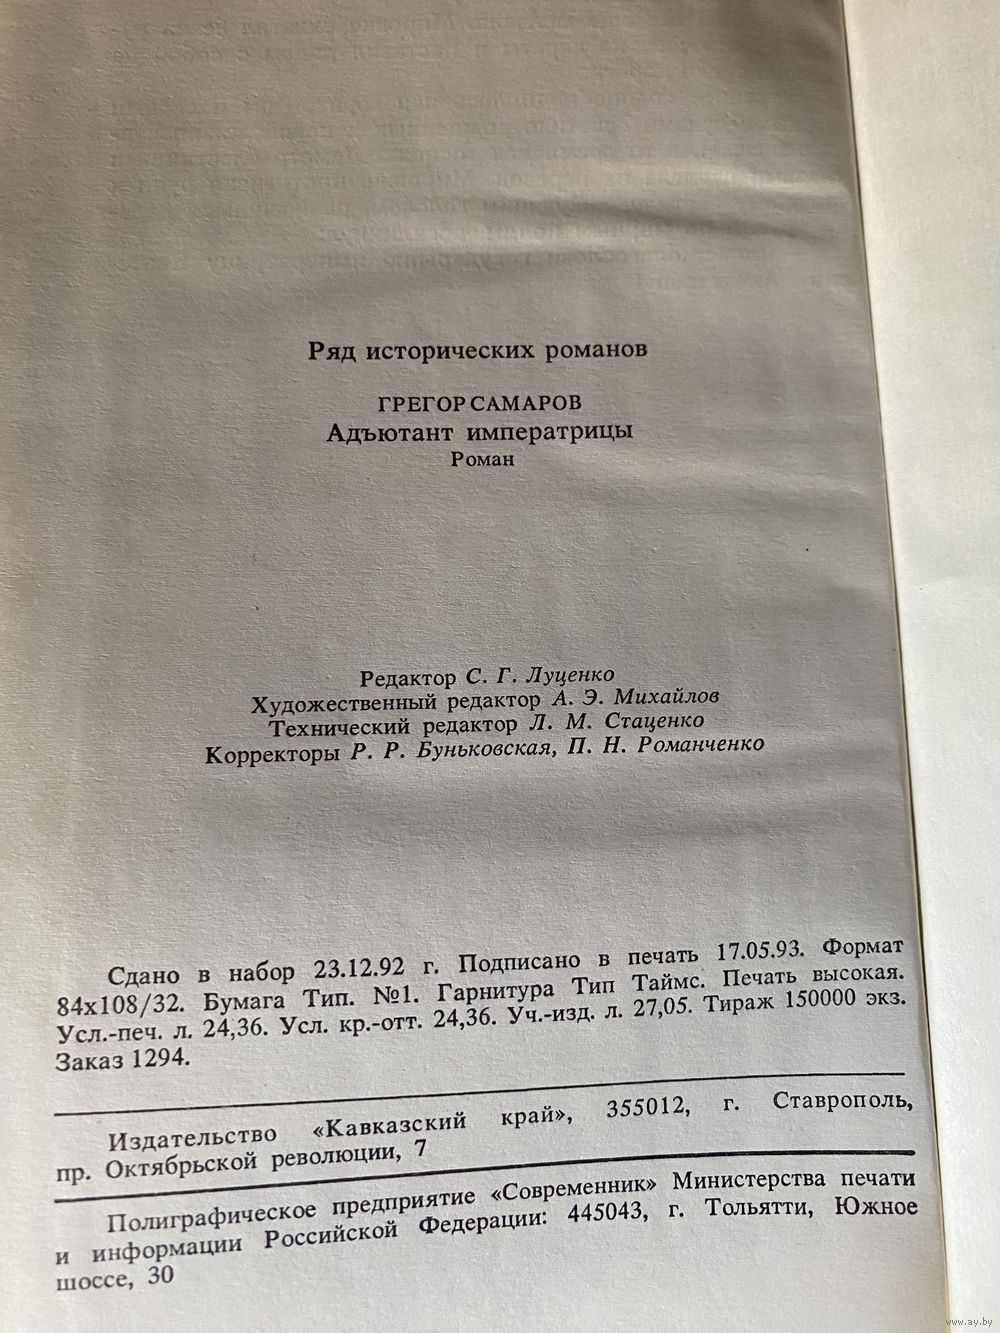 Ряд исторических романов
ГРЕГОР САМАРОВ
Адъютант императрицы
Роман
Редактор С. Г. Луценко
Художественный редактор А. Э. Михайлов
Технический редактор Л. М. Стаценко
Корректоры Р. Р. Буньковская, П. Н. Романченко
Сдано в набор 23.12.92 г. Подписано в печать 17.05.93. Формат
84х108/32. Бумага Тип. №1. Гарнитура Тип Таймс. Печать высокая.
Усл.-печ. л. 24,36. Усл. кр.-отт. 24,36. Уч.-изд. л. 27,05. Тираж 150000 экз.
Заказ 1294.
Издательство «Кавказский край», 355012, г. Ставрополь,
пр. Октябрьской революции, 7
Полиграфическое предприятие «Современник» Министерства печати
и информации Российской Федерации: 445043, г. Тольятти, Южное
шоссе, 30
www.ay.by